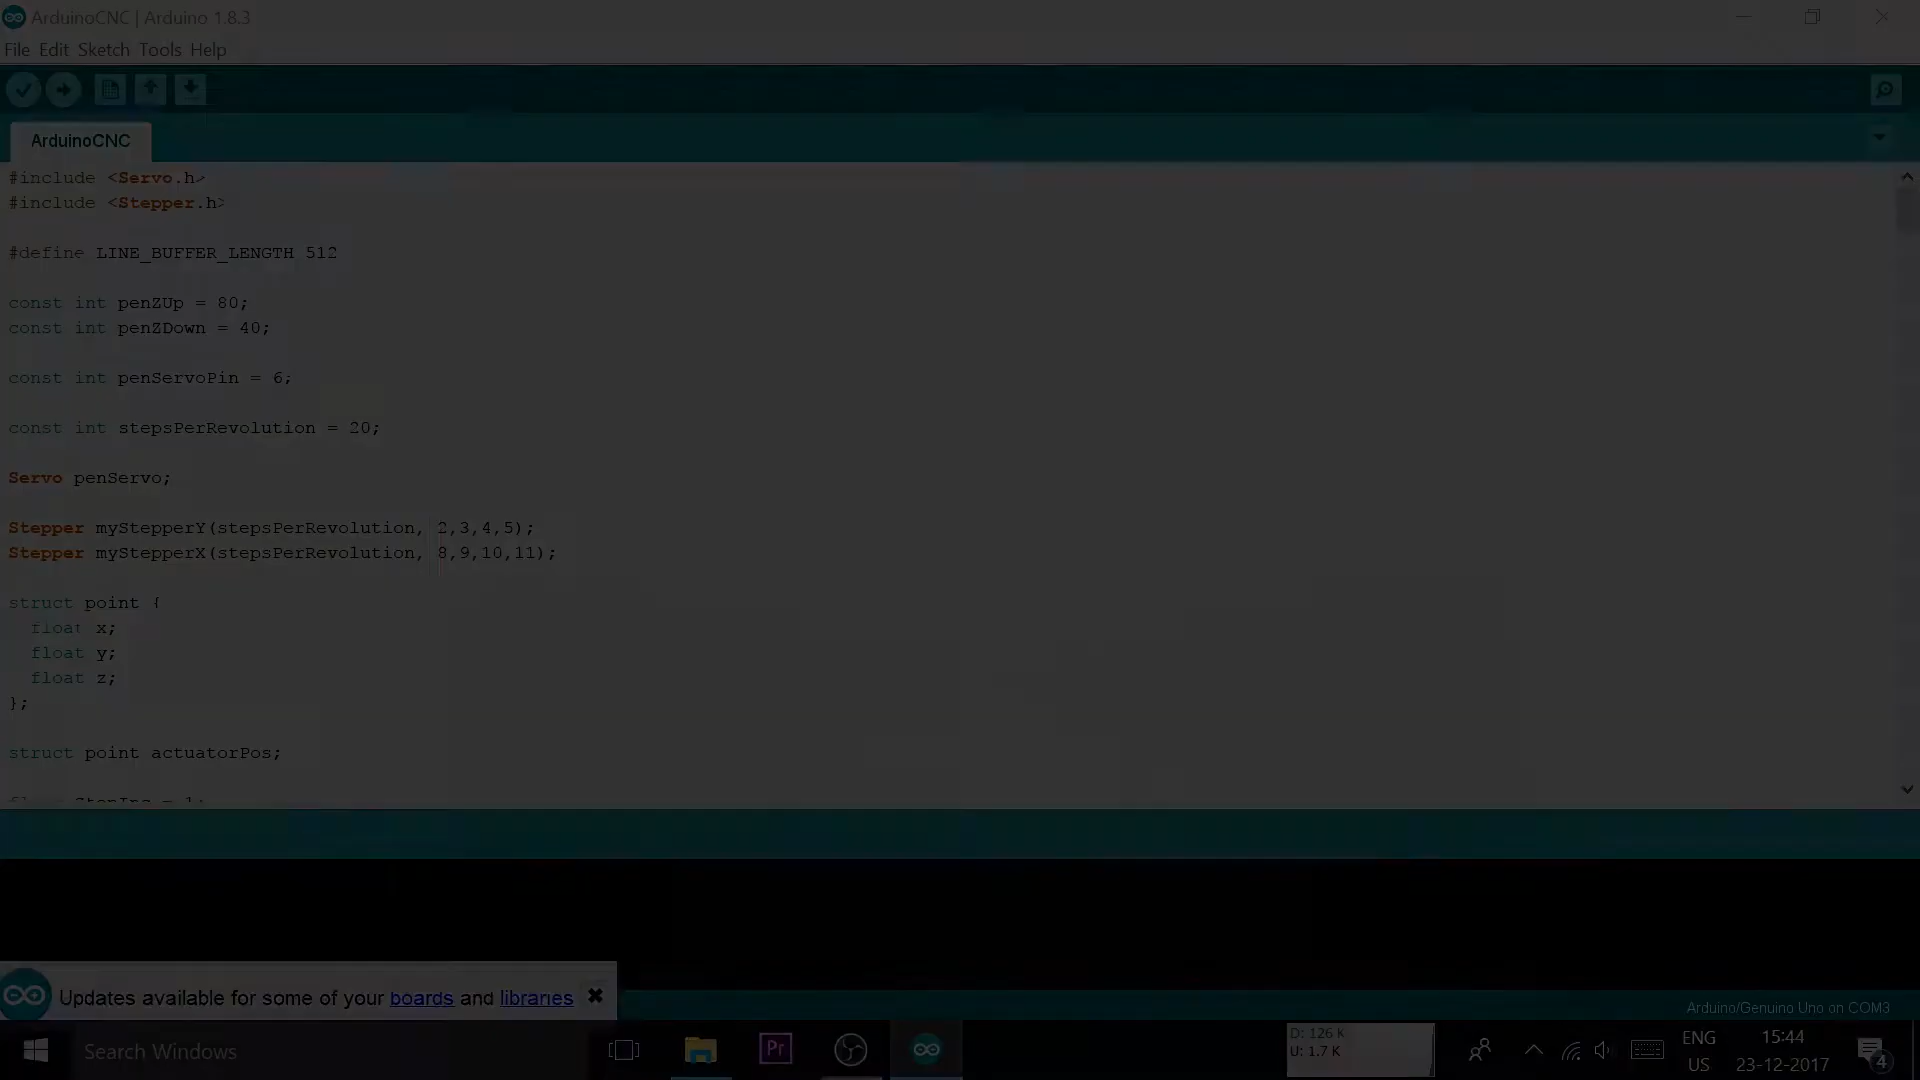 ArduinoCNC | Arduino 1.8.3
File Edit Sketch Tools Help
ArduinoCNC
#include <Servo.h>
#include <Stepper.h>
#define LINE_BUFFER_LENGTH 512
const int penZUp = 80;
const int penZDown = 40;
const int penServoPin = 6;
const int stepsPerRevolution = 20;
Servo penServo;
Stepper myStepperY(stepsPerRevolution, 2,3,4,5);
Stepper myStepperX(stepsPerRevolution, 8,9,10,11);
struct point {
  float x;
  float y;
  float z;
};
struct point actuatorPos;
Updates available for some of your boards and libraries
Arduino/Genuino Uno on COM3
Search Windows
Pr
D: 126 K
U: 1.7 K
ENG
US
15:44
23-12-2017
4